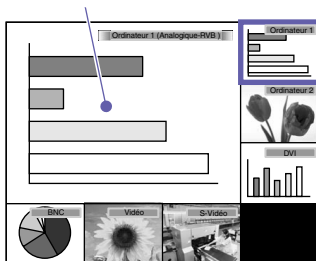 Ordinateur 1 (Analogique-RVB )
Ordinateur 1
Ordinateur 2
DVI
BNC
Vidéo
S-Vidéo